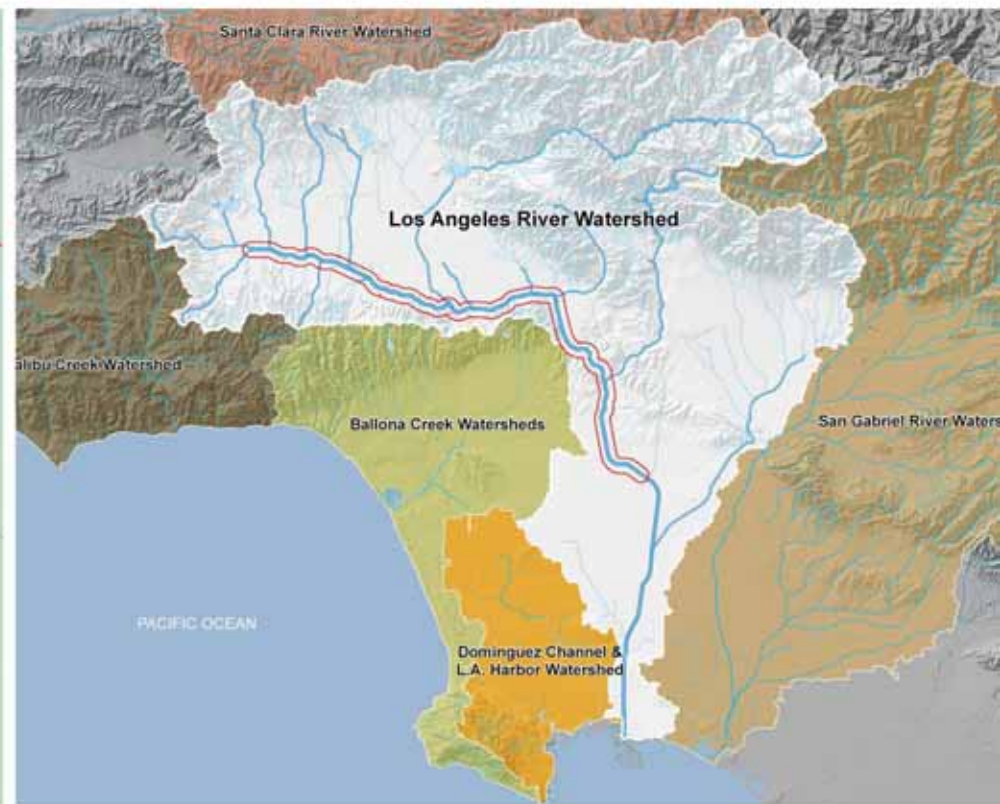 Santa Clara River Watershed
Los Angeles River Watershed
alibu Creek Watershed
Ballona Creek Watersheds
San Gabriel River Waters
PACIFIC OCEAN
Dominguez Channel &
L.A. Harbor Watershed